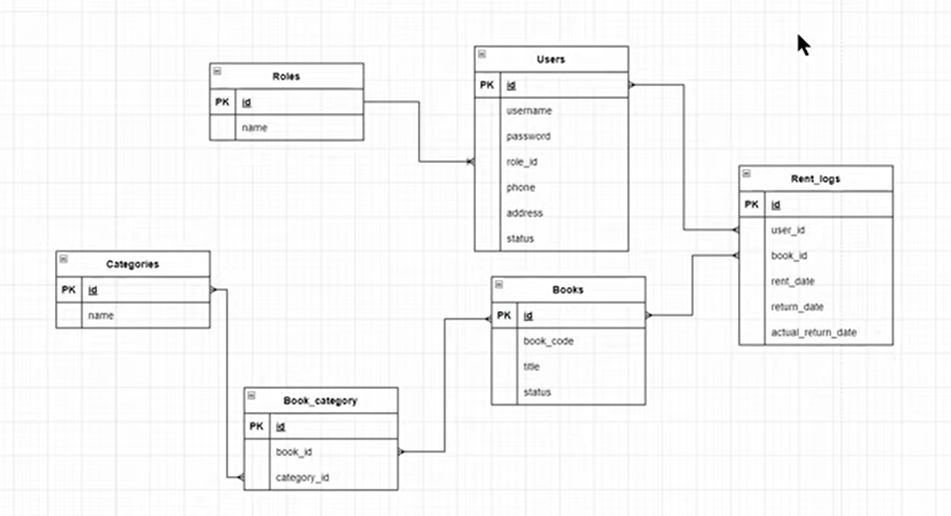 Roles
PK id
name
Users
PK id
username
password
role_id
phone
address
status
Rent_logs
PK id
user_id
book_id
rent_date
return_date
actual_return_date
Categories
PK id
name
Books
PK id
book_code
title
status
Book_category
PK id
book_id
category_id